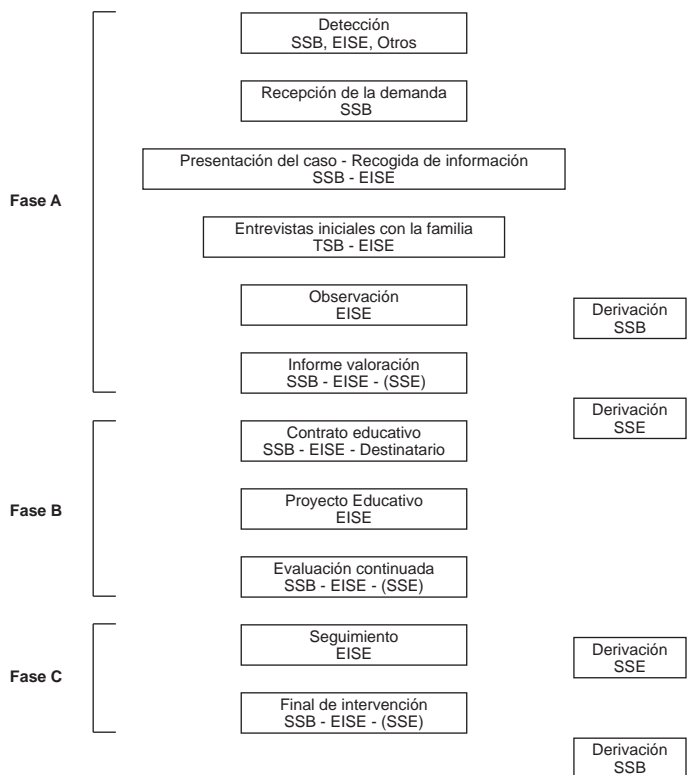 Detección
SSB, EISE, Otros
Recepción de la demanda
SSB
Presentación del caso - Recogida de información
SSB - EISE
Fase A
Entrevistas iniciales con la familia
TSB - EISE
Observación
EISE
Derivación
SSB
Informe valoración
SSB - EISE - (SSE)
Derivación
SSE
Contrato educativo
SSB - EISE - Destinatario
Fase B
Proyecto Educativo
EISE
Evaluación continuada
SSB - EISE - (SSE)
Seguimiento
EISE
Derivación
SSE
Fase C
Final de intervención
SSB - EISE - (SSE)
Derivación
SSB